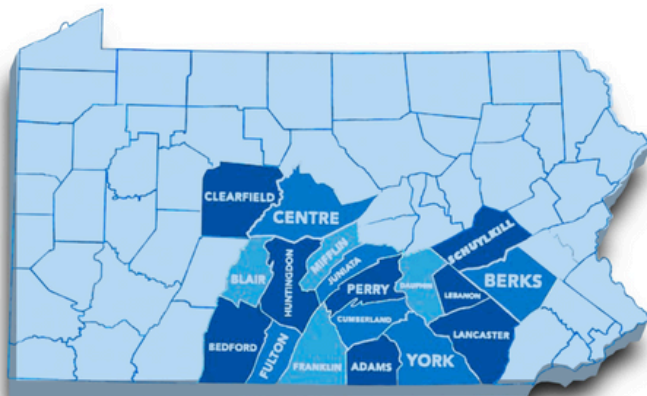 CLEARFIELD
CENTRE
SCHUYLKILL
MIFFLIN
BLAIR
HUNTINGDON
JUNIATA
PERRY
DAUPHIN
BERKS
LEBANON
CUMBERLAND
LANCASTER
BEDFORD
FULTON
FRANKLIN
ADAMS
YORK